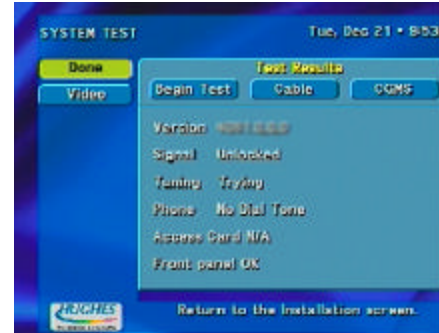 SYSTEM TEST
Tue, Dec 21 • 8:53
Done
Video
Test Results
Begin Test
Cable
CGMS
Version
Signal Unlocked
Tuning Trying
Phone No Dial Tone
Access Card N/A
Front panel OK
HUGHES
Return to the Installation screen.